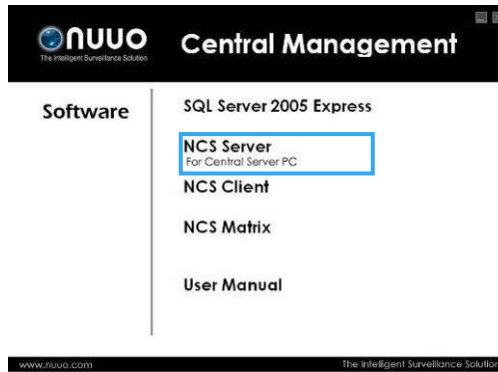 nuuo
The Intelligent Surveillance Solution
Central Management
Software
SQL Server 2005 Express
NCS Server
For Central Server PC
NCS Client
NCS Matrix
User Manual
www.nuuo.com
The Intelligent Surveillance Solution